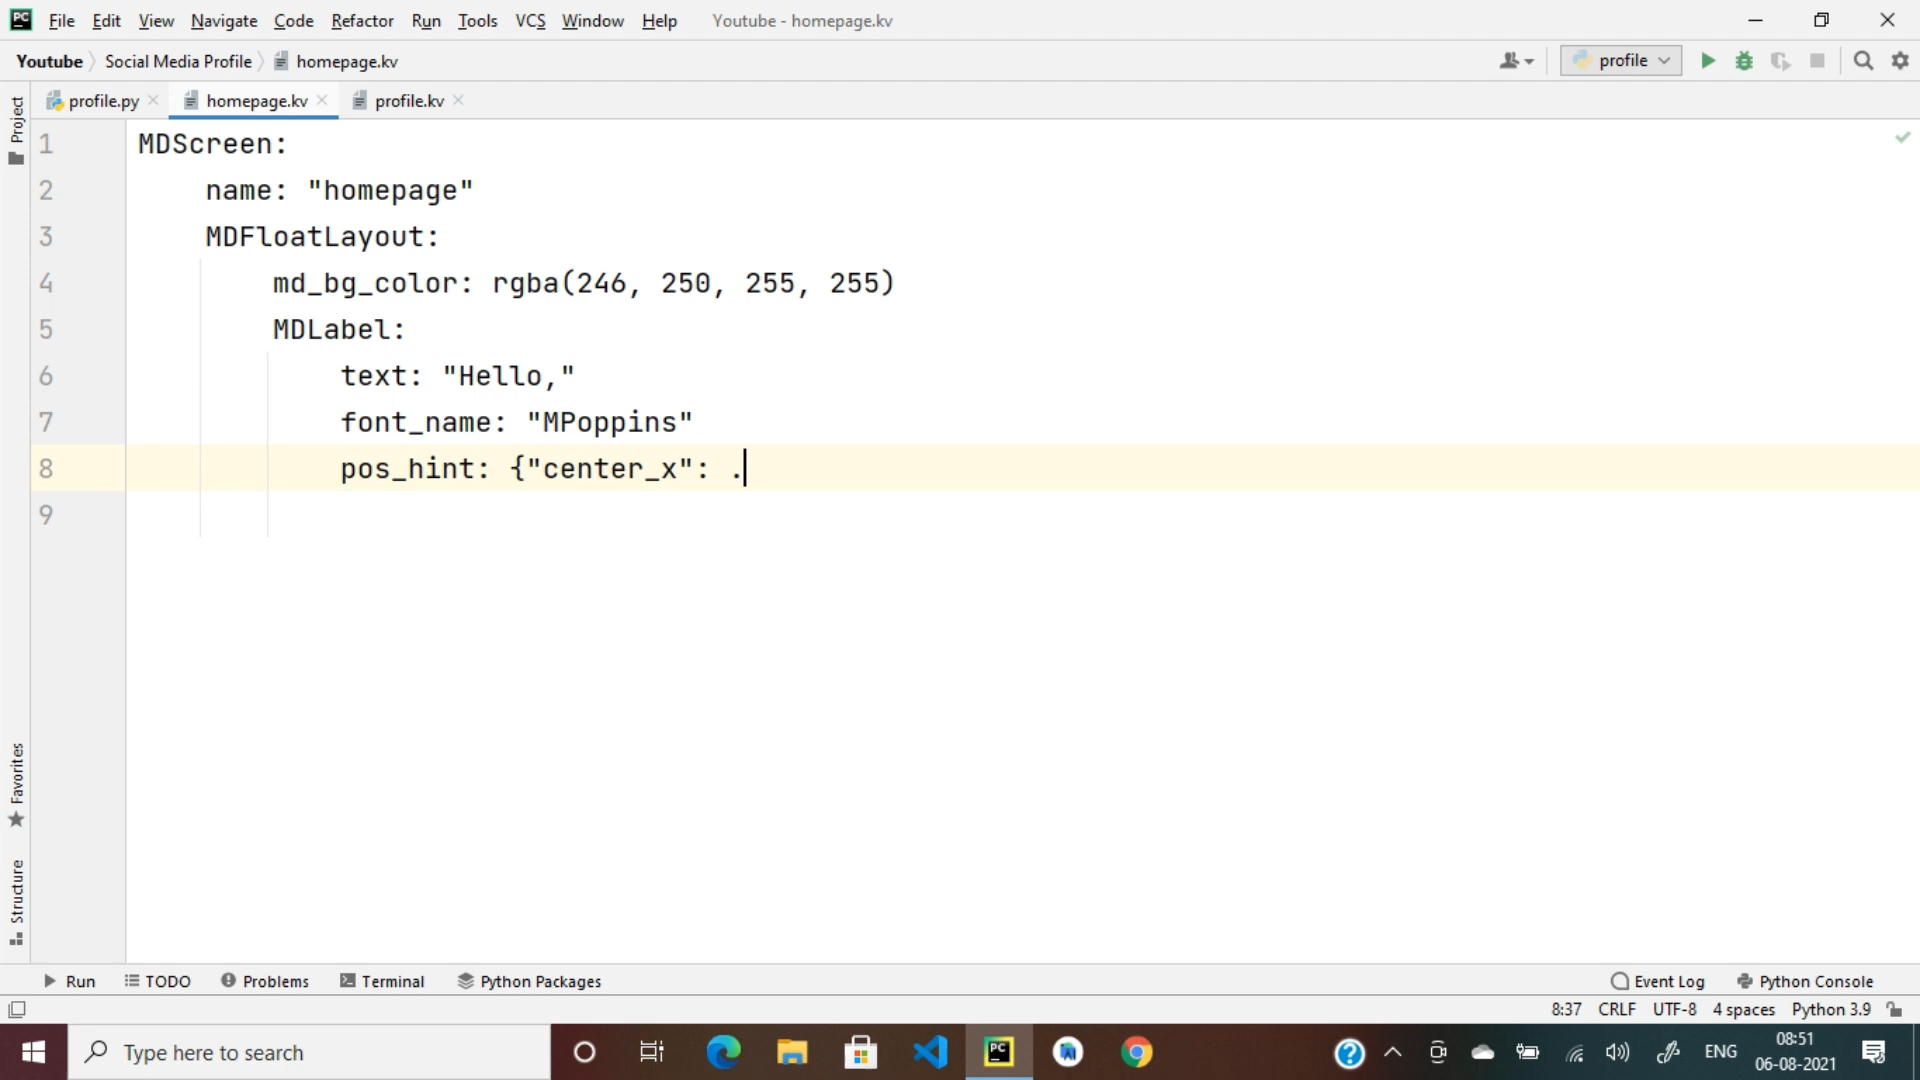 PC File Edit View Navigate Code Refactor Run Tools VCS Window Help Youtube - homepage.kv
Youtube Social Media Profile homepage.kv profile
profile.py homepage.kv profile.kv
Project
1 MDScreen:
2 name: "homepage"
3 MDFloatLayout:
4 md_bg_color: rgba(246, 250, 255, 255)
5 MDLabel:
6 text: "Hello,"
7 font_name: "MPoppins"
8 pos_hint: {"center_x": .
9
Favorites
Structure
Run TODO Problems Terminal Python Packages Event Log Python Console
8:37 CRLF UTF-8 4 spaces Python 3.9
Type here to search PC ENG 08:51
06-08-2021